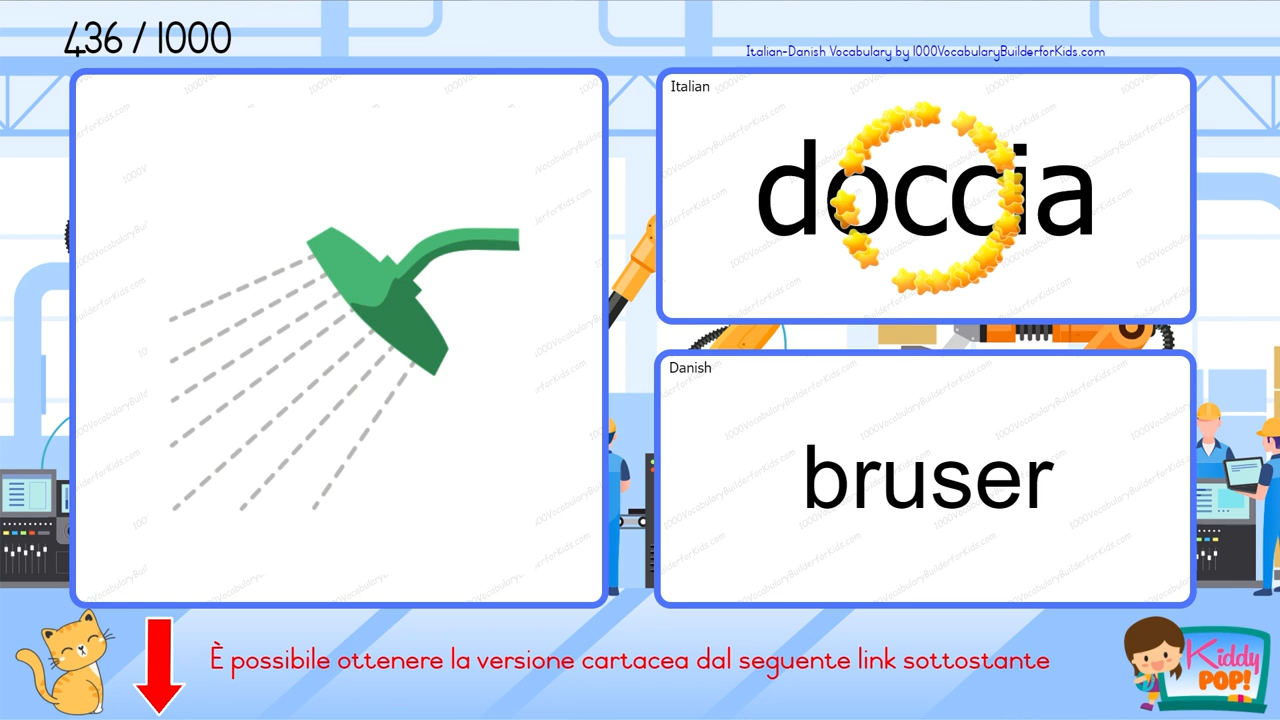 436 / 1000
Italian-Danish Vocabulary by 1000VocabularyBuilderforKids.com
Italian
doccia
Danish
bruser
È possibile ottenere la versione cartacea dal seguente link sottostante
Kiddy
POP!